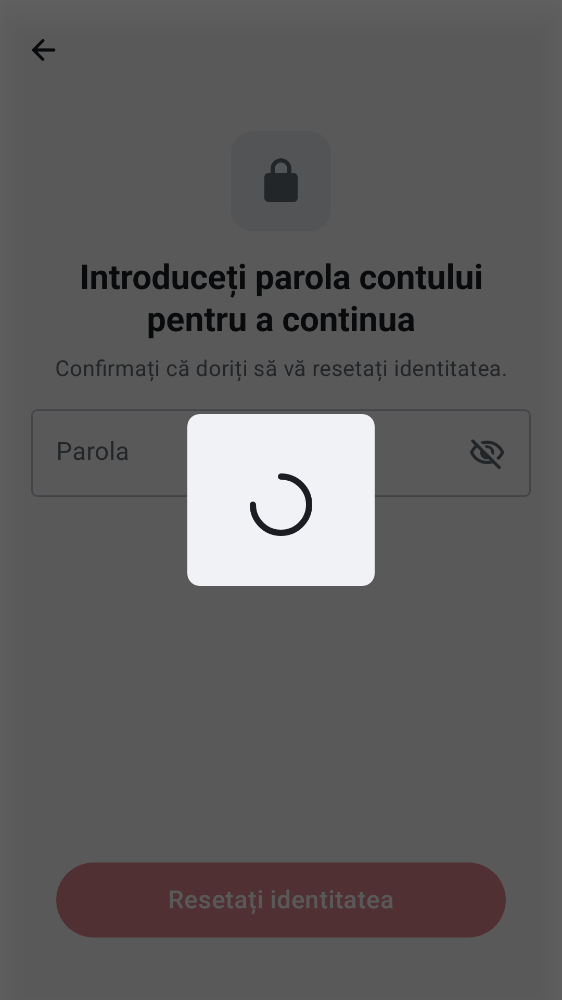 Introduceți parola contului
pentru a continua
Confirmați că doriți să vă resetați identitatea.
Parola
Resetați identitatea